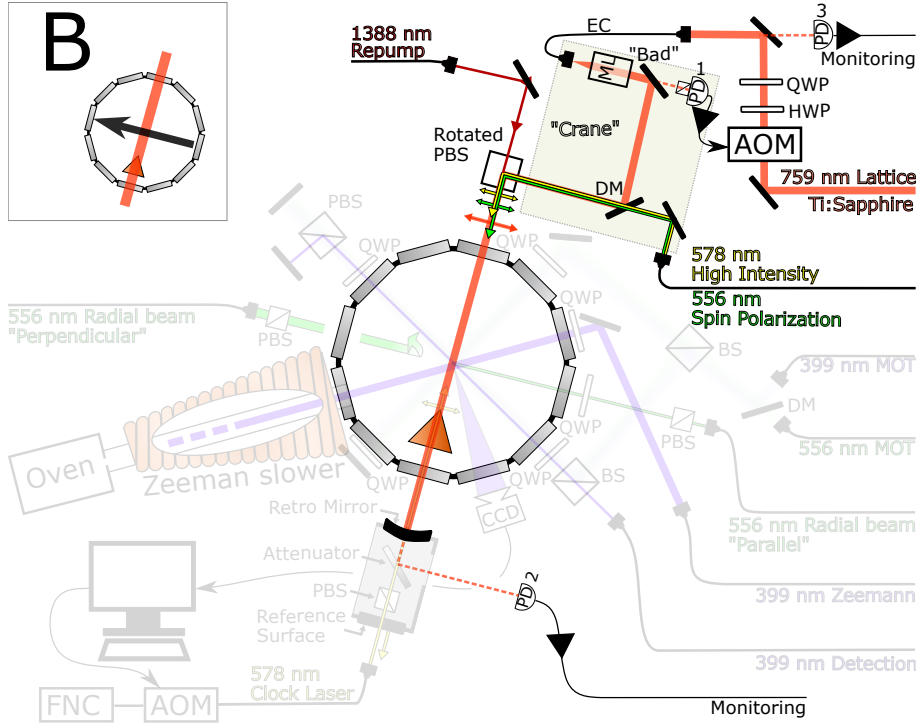 B
1388 nm
Repump
EC
"Bad"
ML
PD
1
PD
3
Monitoring
QWP
HWP
"Crane"
AOM
Rotated
PBS
DM
759 nm Lattice
Ti:Sapphire
PBS
QWP
QWP
578 nm
High Intensity
556 nm
Spin Polarization
556 nm Radial beam
"Perpendicular"
PBS
QWP
BS
399 nm MOT
DM
PBS
556 nm MOT
QWP
Oven
Zeeman slower
QWP
QWP
BS
Retro Mirror
CCD
556 nm Radial beam
"Parallel"
Attenuator
PD
2
PBS
399 nm Zeemann
Reference
Surface
399 nm Detection
578 nm
Clock Laser
FNC
AOM
Monitoring